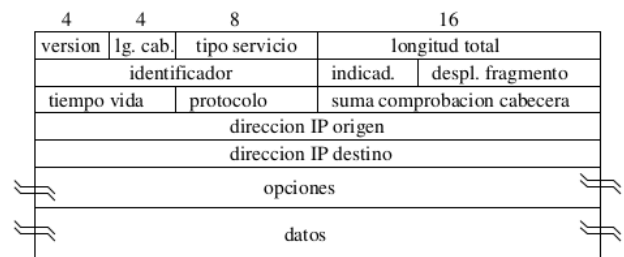 4 4 8 16
version lg. cab. tipo servicio longitud total
identificador indicad. despl. fragmento
tiempo vida protocolo suma comprobacion cabecera
direccion IP origen
direccion IP destino
opciones
datos